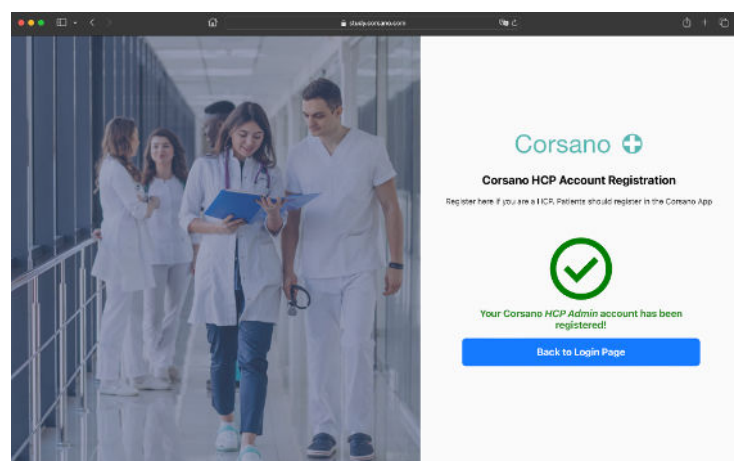 study.corsano.com
Corsano
Corsano HCP Account Registration
Register here if you are a HCP. Patients should register in the Corsano App
Your Corsano HCP Admin account has been
registered!
Back to Login Page